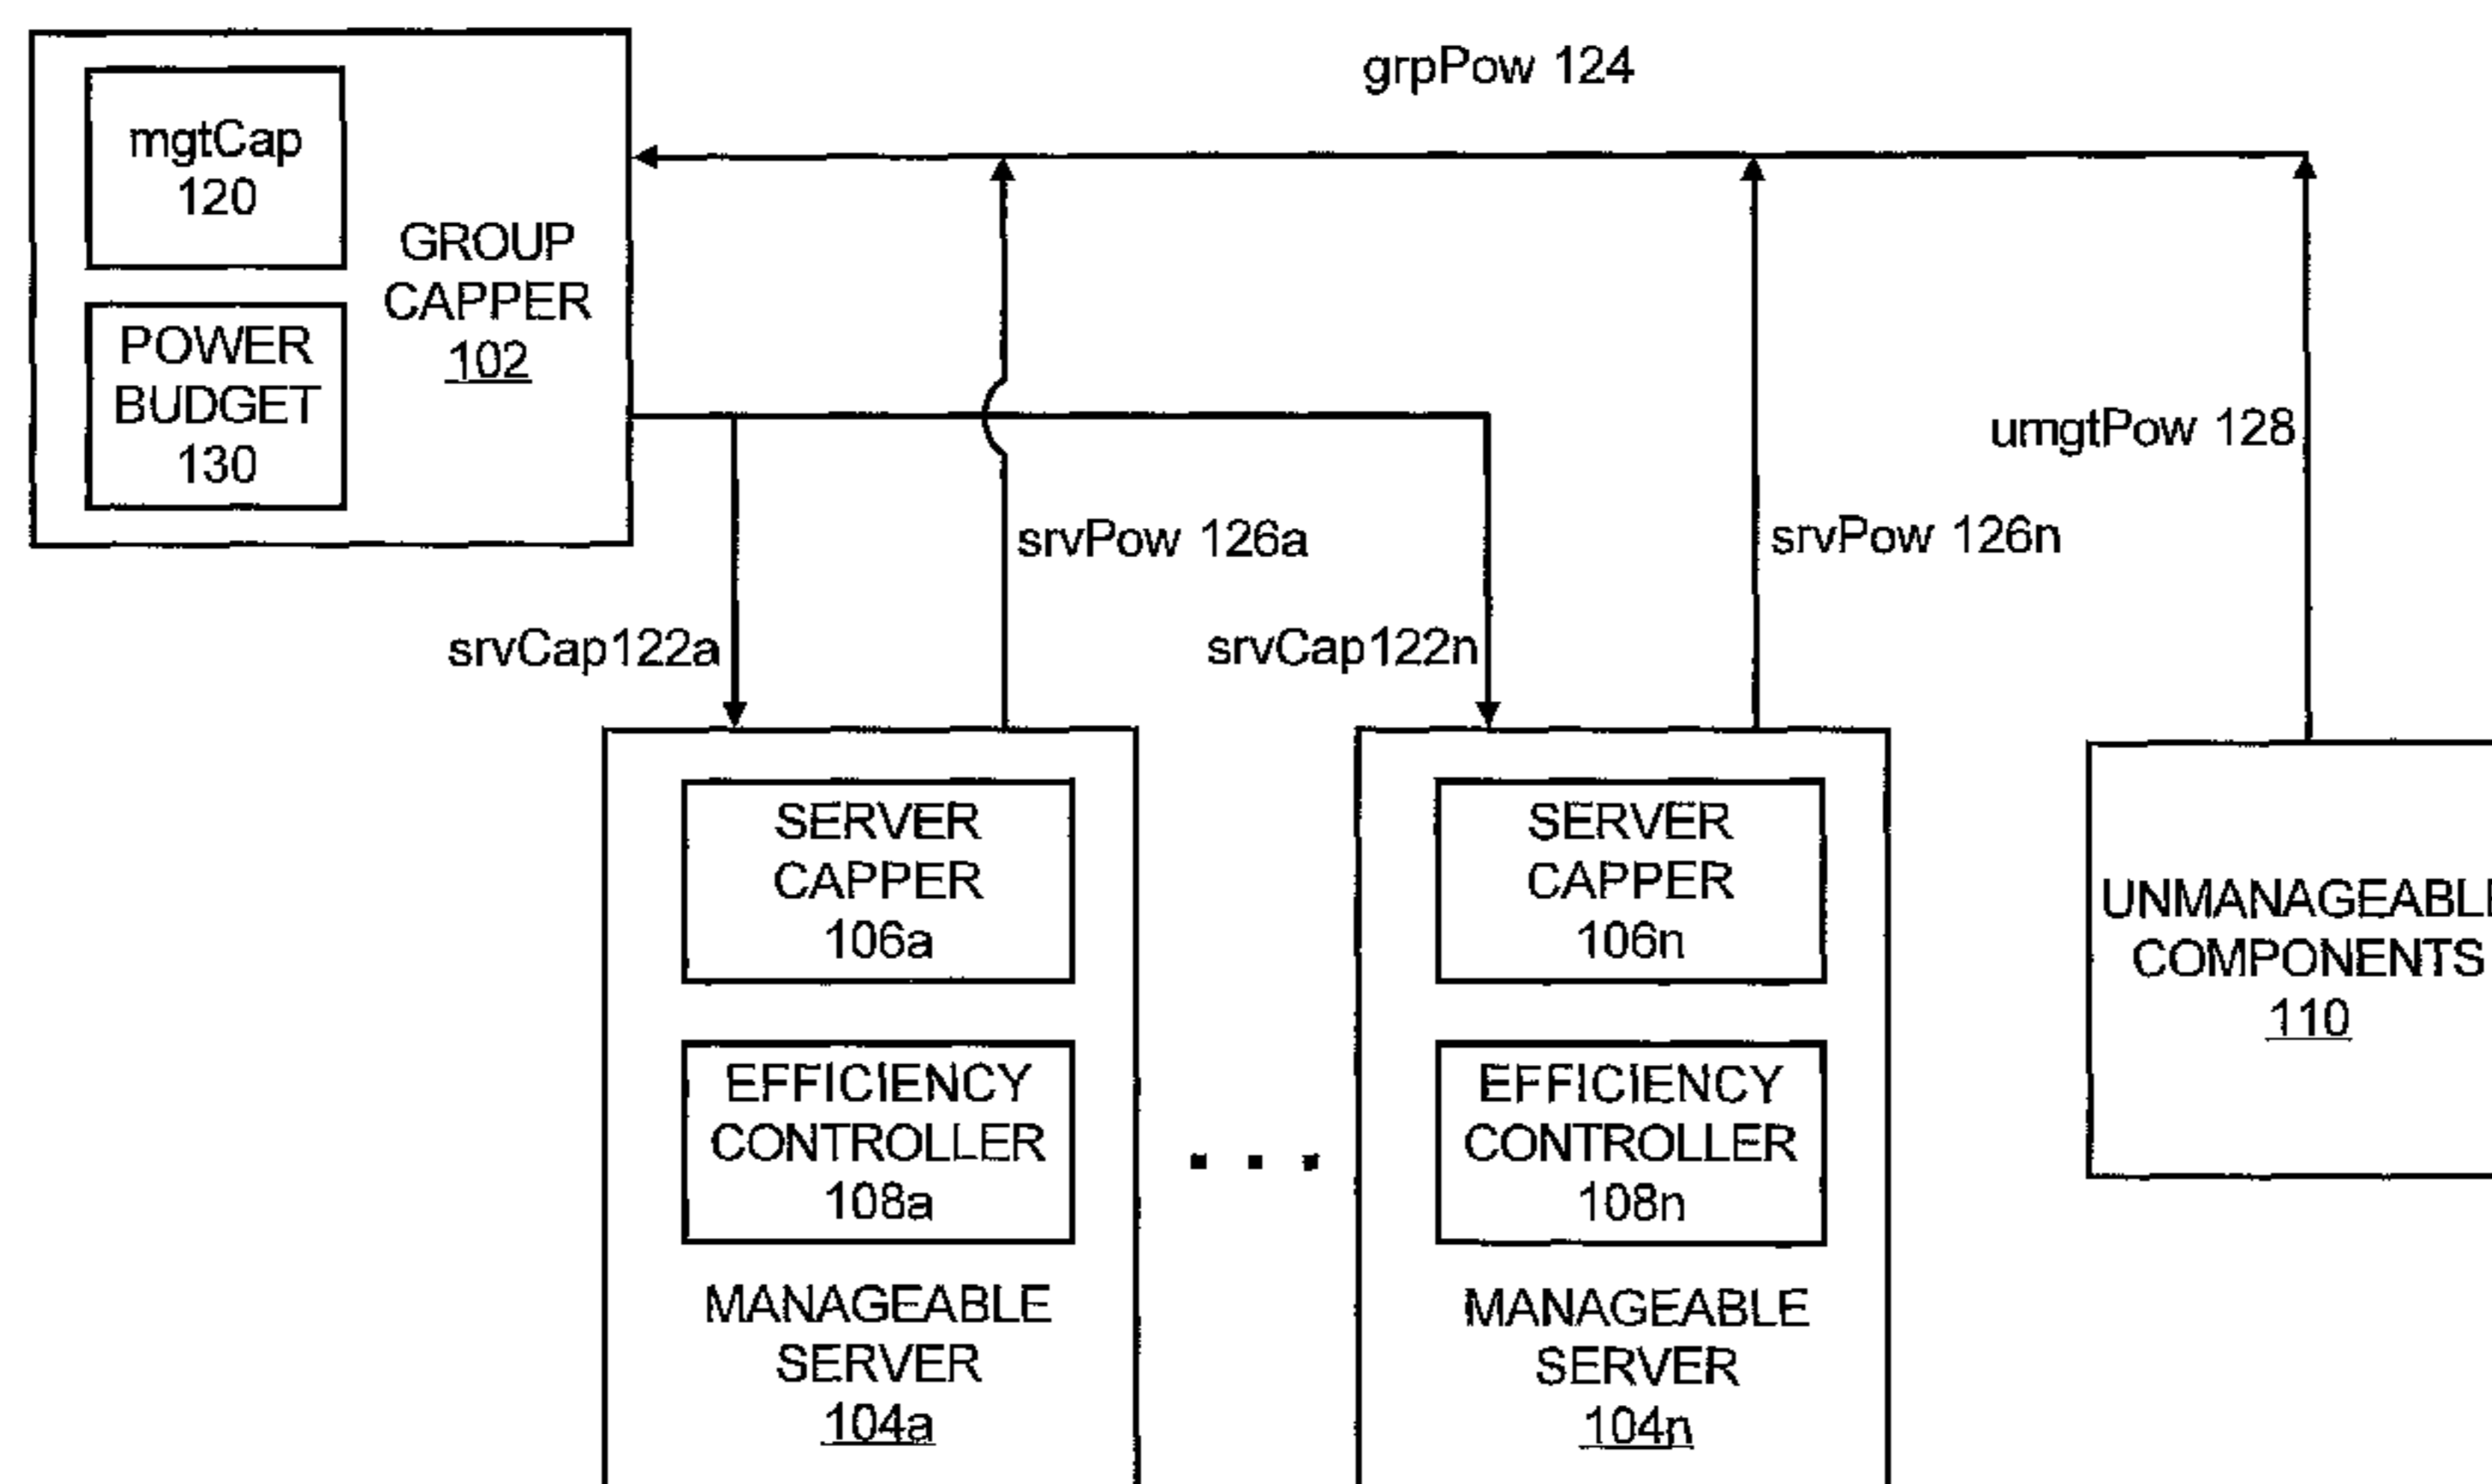 grpPow 124
mgtCap
120
GROUP
CAPPER
102
POWER
BUDGET
130
umgtPow 128
srvPow 126a
srvPow 126n
srvCap122a
srvCap122n
SERVER
CAPPER
106a
SERVER
CAPPER
106n
UNMANAGEABLE
COMPONENTS
110
EFFICIENCY
CONTROLLER
108a
. . .
EFFICIENCY
CONTROLLER
108n
MANAGEABLE
SERVER
104a
MANAGEABLE
SERVER
104n